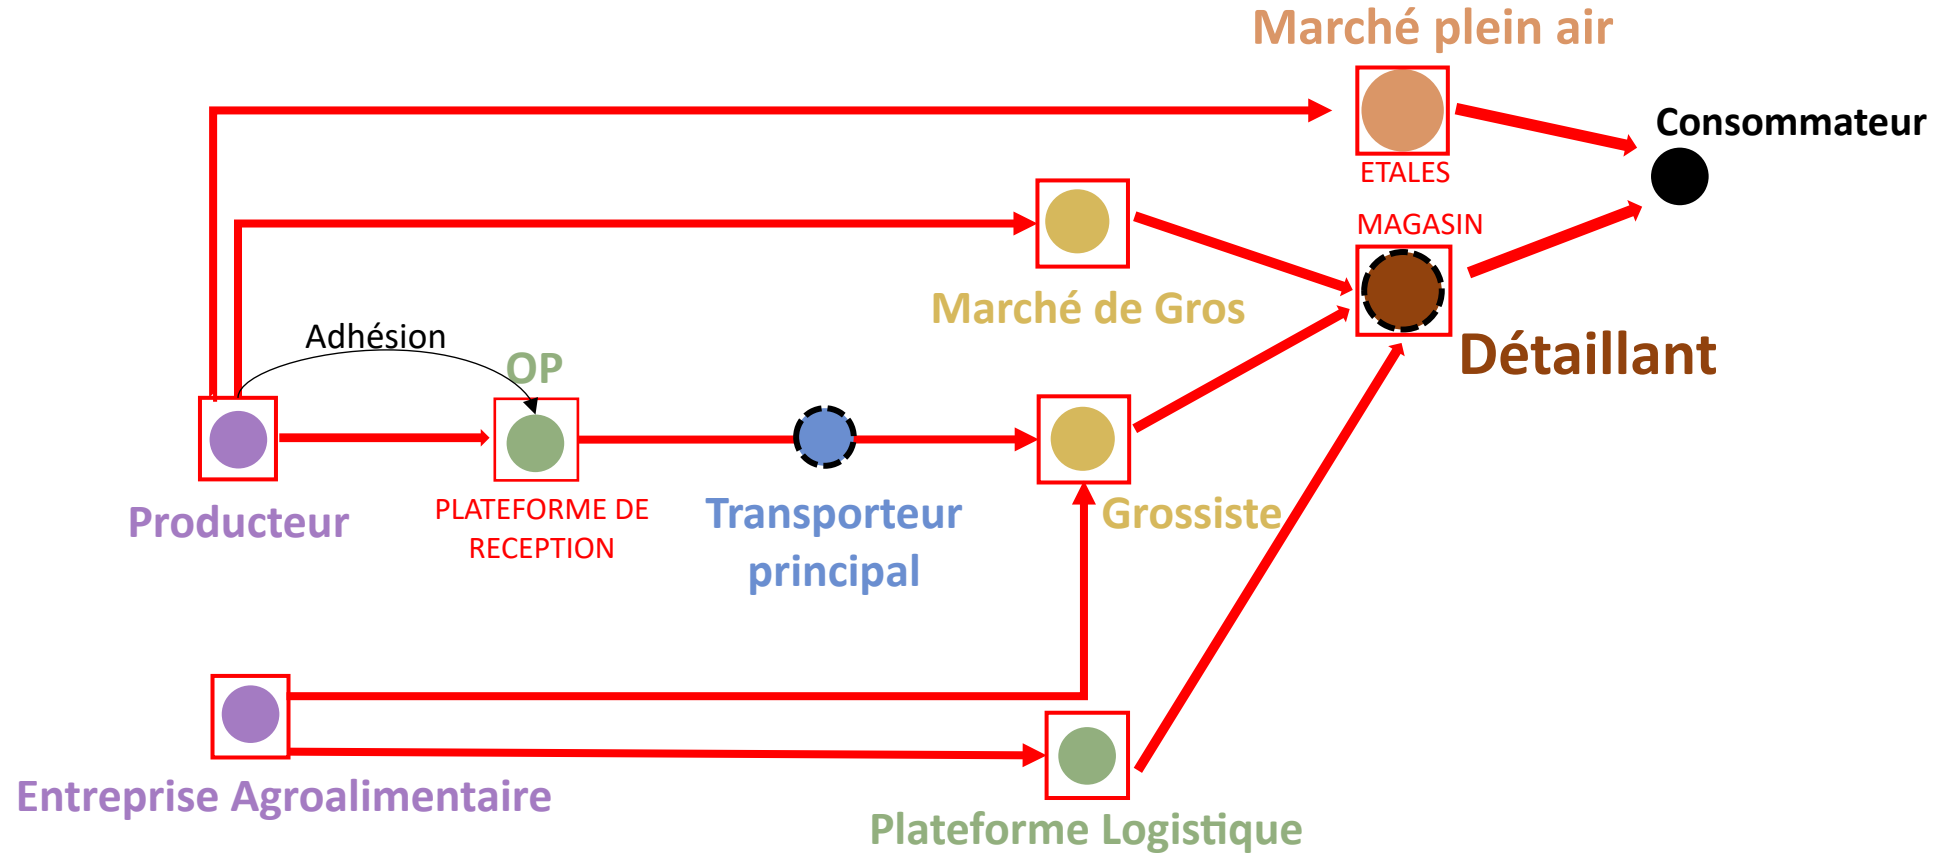 Marché plein air
Consommateur
ETALES
MAGASIN
Marché de Gros
Adhésion
OP
Détaillant
Producteur
PLATEFORME DE
RECEPTION
Transporteur
principal
Grossiste
Entreprise Agroalimentaire
Plateforme Logistique